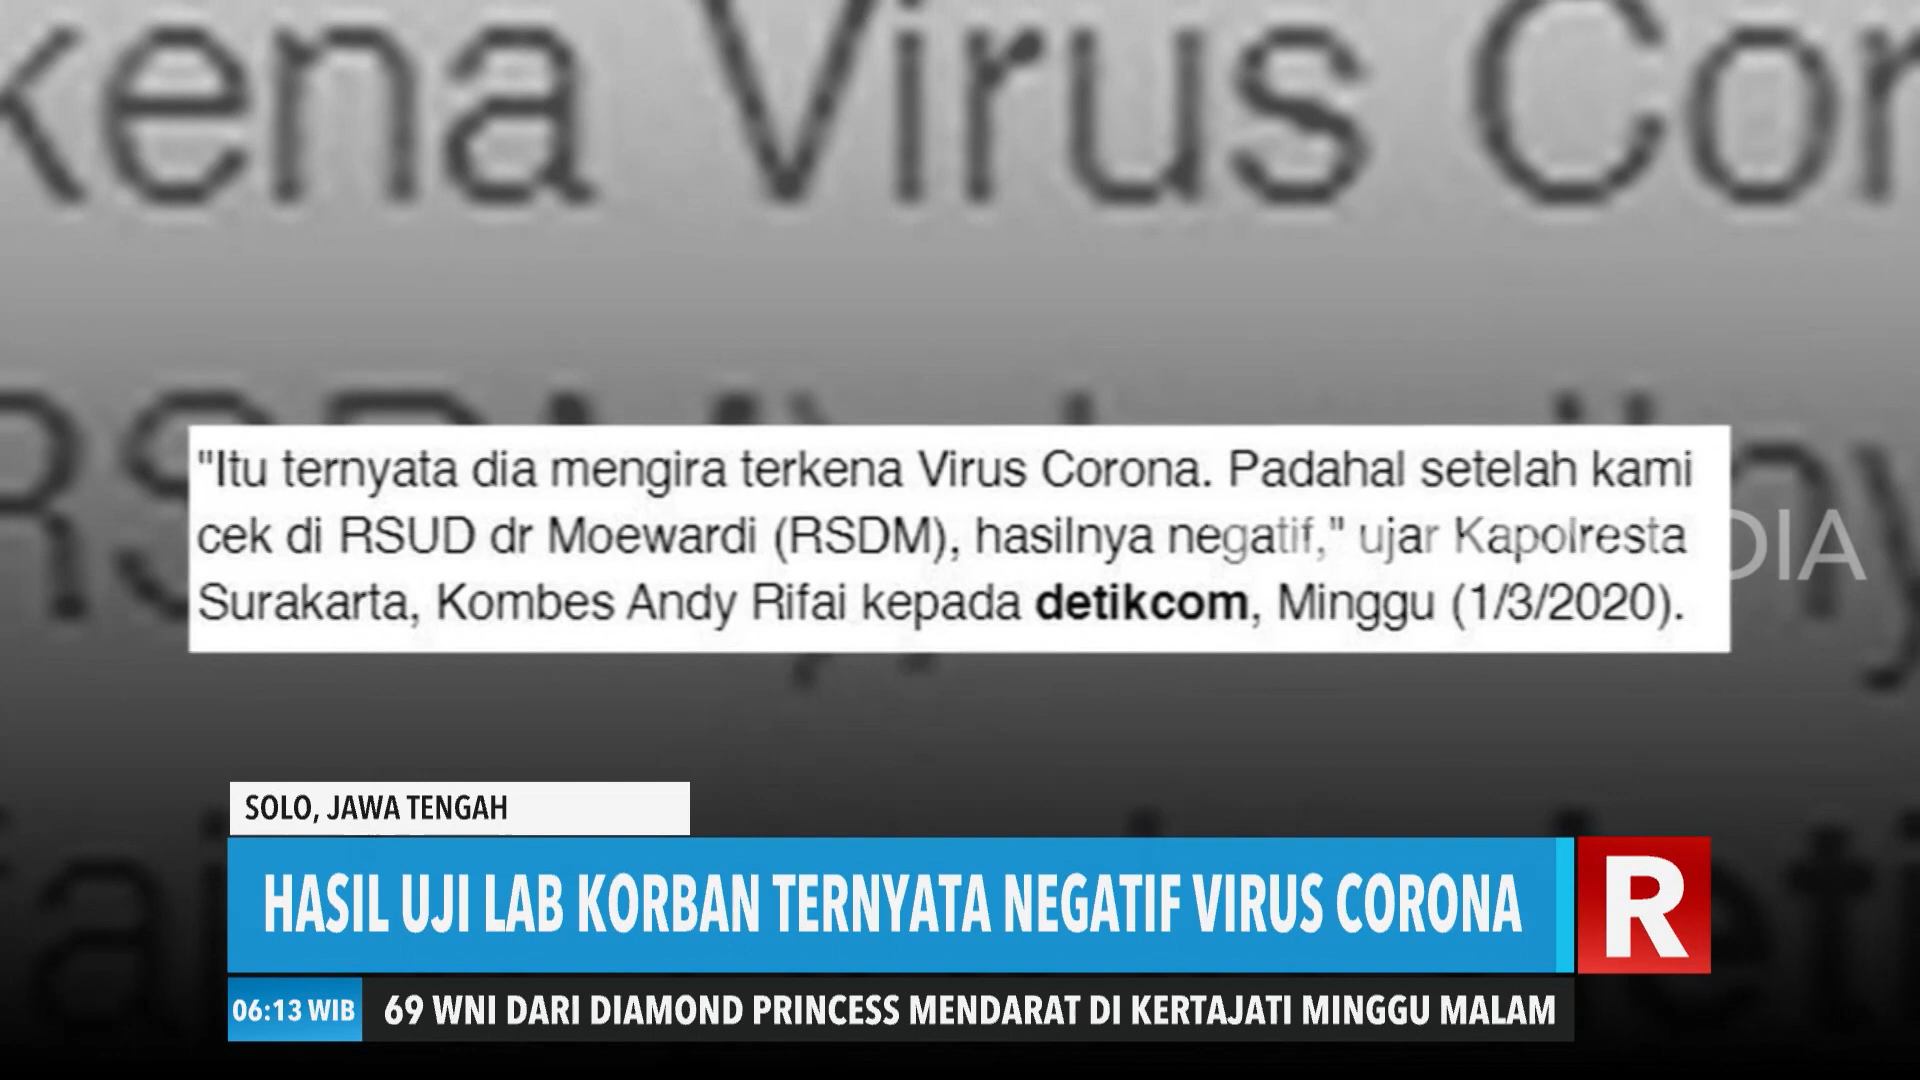 kena Virus Cor
"Itu ternyata dia mengira terkena Virus Corona. Padahal setelah kami
cek di RSUD dr Moewardi (RSDM), hasilnya negatif," ujar Kapolresta
Surakarta, Kombes Andy Rifai kepada detikcom, Minggu (1/3/2020).
DIA
SOLO, JAWA TENGAH
HASIL UJI LAB KORBAN TERNYATA NEGATIF VIRUS CORONA
R
06:13 WIB
69 WNI DARI DIAMOND PRINCESS MENDARAT DI KERTAJATI MINGGU MALAM